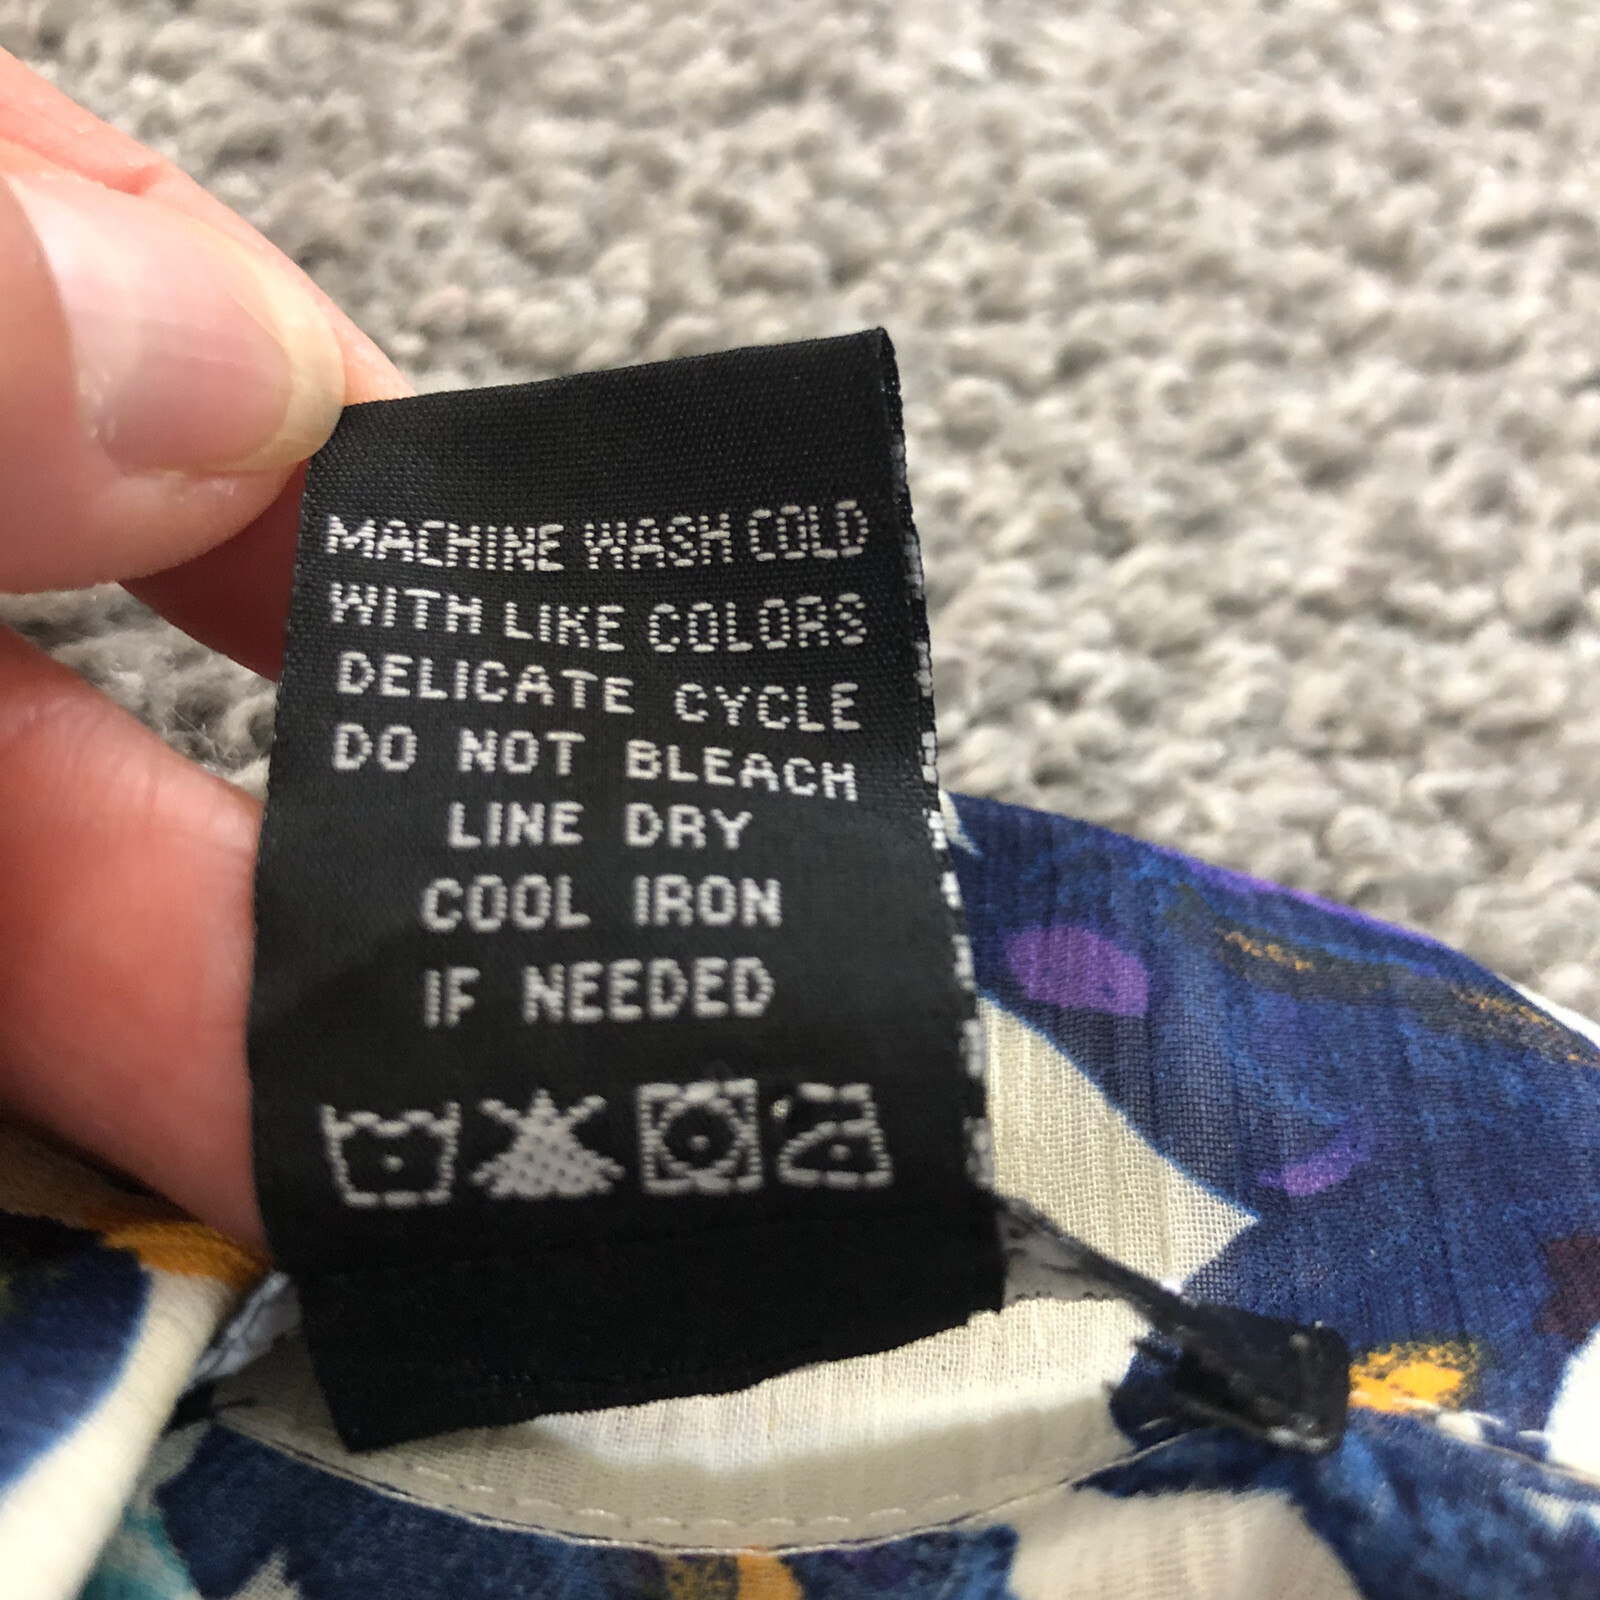 MACHINE WASH COLD
WITH LIKE COLORS
DELICATE CYCLE
DO NOT BLEACH
LINE DRY
COOL IRON
IF NEEDED